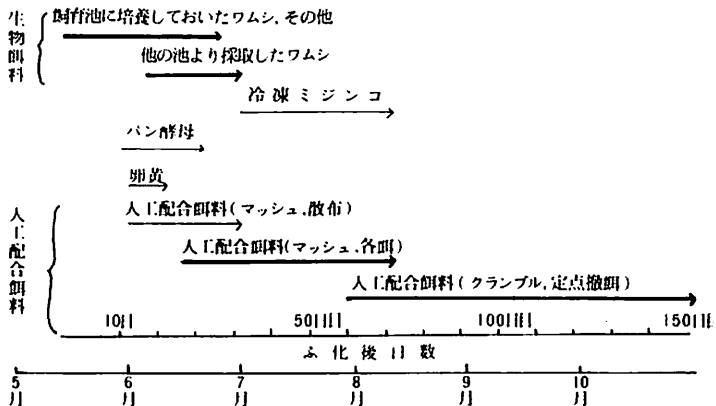 生物餌料
飼育池に培養しておいたワムシ,その他
他の池より採取したワムシ
冷凍ミジンコ
パン酵母
卵黄
人工配合餌料
人工配合餌料(マッシュ,散布)
人工配合餌料(マッシュ,各餌)
人工配合餌料(クランブル,定点撒餌)
10日 50日目 100日目 150日目
ふ化後日数
5月 6月 7月 8月 9月 10月